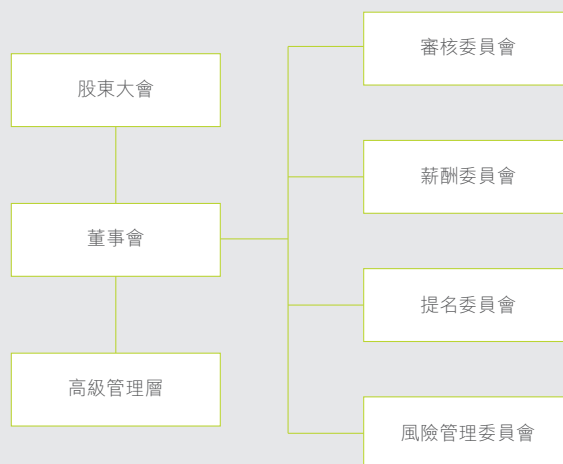 股東大會
董事會
高級管理層
審核委員會
薪酬委員會
提名委員會
風險管理委員會